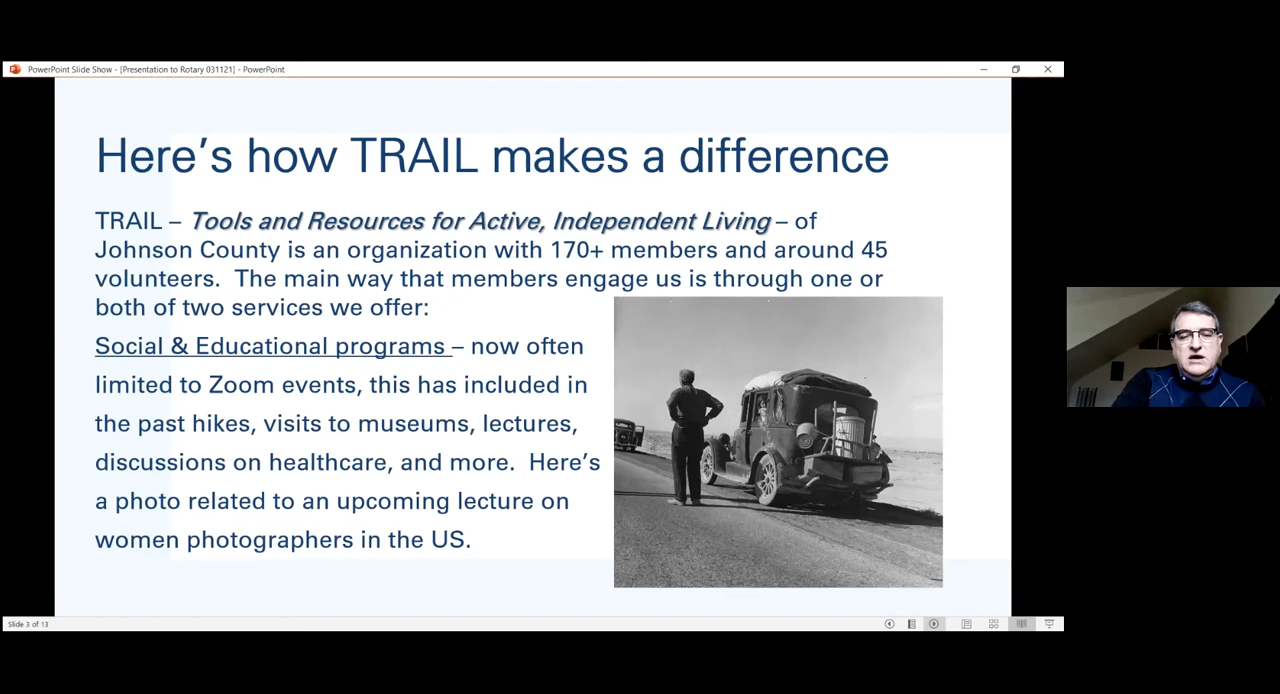 PowerPoint Slide Show - [Presentation to Rotary 031121] - PowerPoint
Here's how TRAIL makes a difference
TRAIL – Tools and Resources for Active, Independent Living – of
Johnson County is an organization with 170+ members and around 45
volunteers.  The main way that members engage us is through one or
both of two services we offer:
Social & Educational programs – now often
limited to Zoom events, this has included in
the past hikes, visits to museums, lectures,
discussions on healthcare, and more.  Here's
a photo related to an upcoming lecture on
women photographers in the US.
Slide 3 of 13